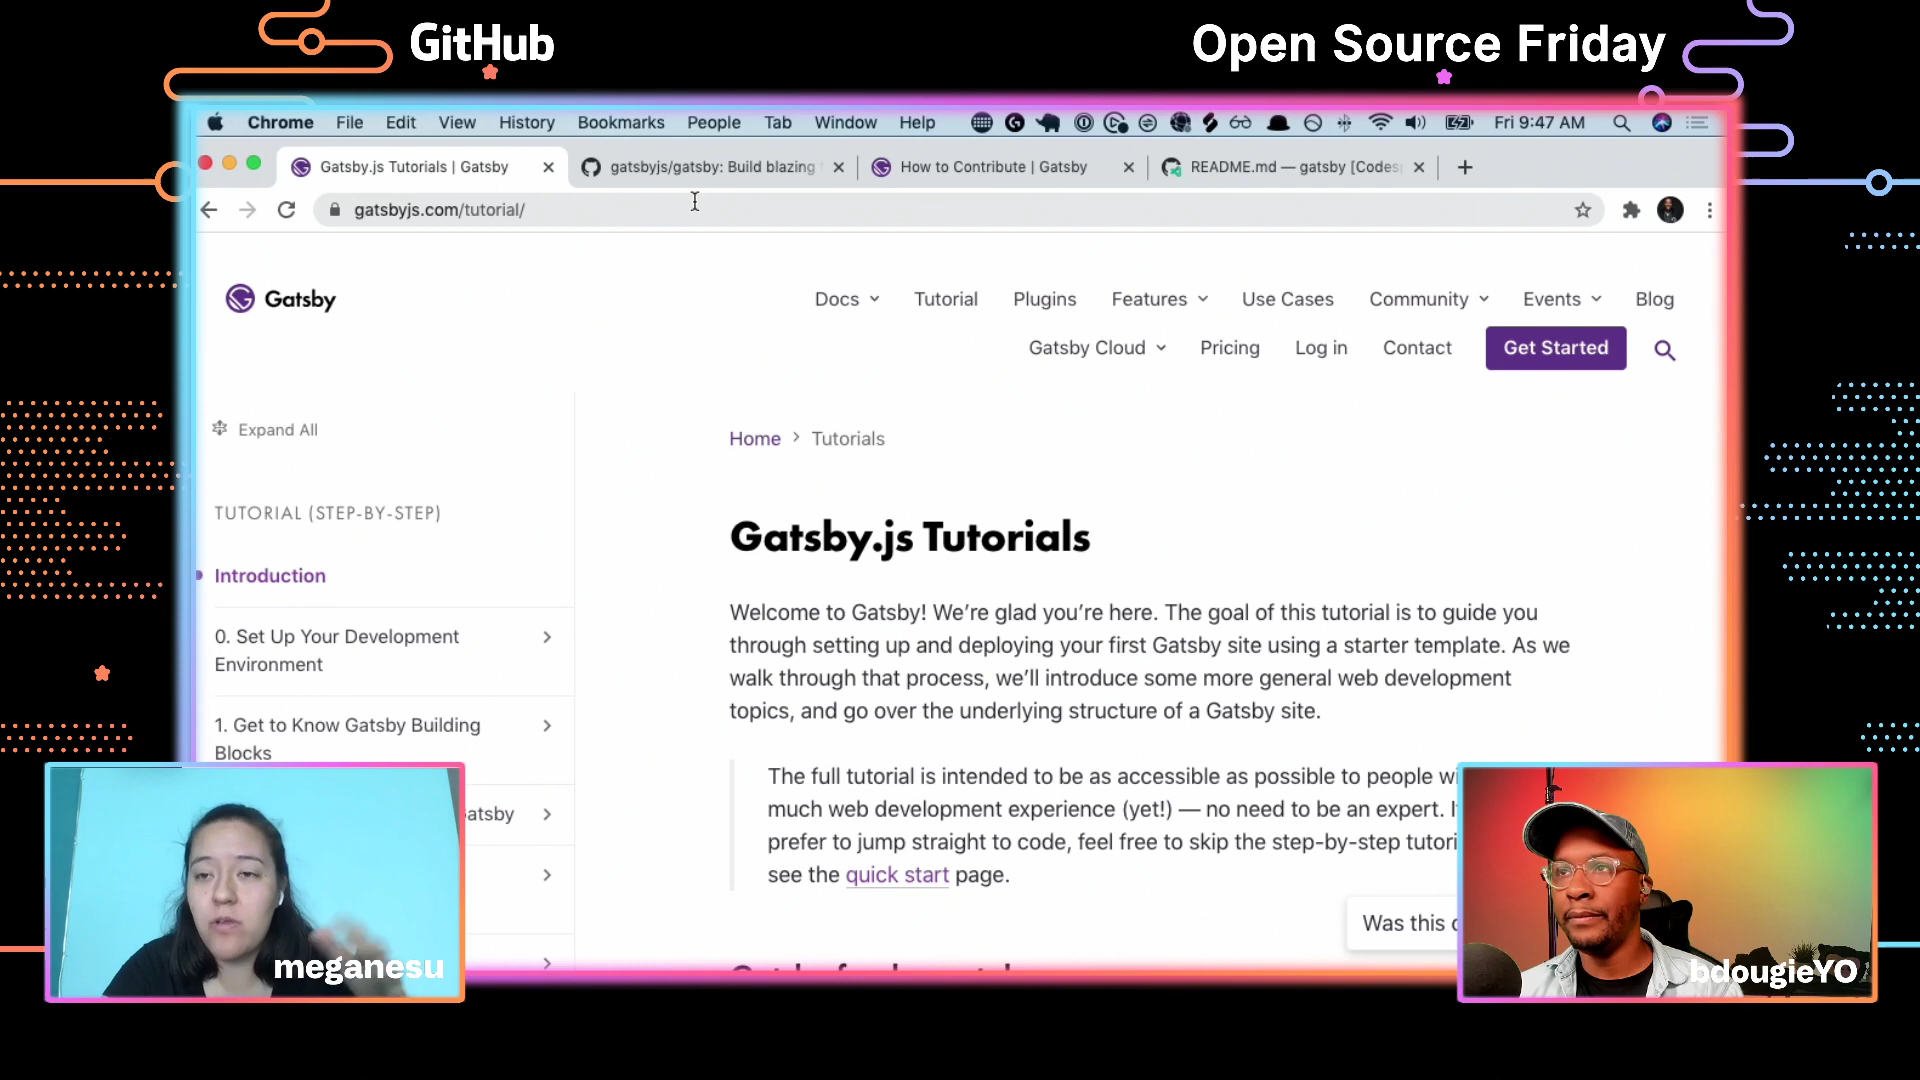 GitHub
Open Source Friday
Chrome File Edit View History Bookmarks People Tab Window Help Fri 9:47 AM
Gatsby.js Tutorials | Gatsby
gatsbyjs/gatsby: Build blazing
How to Contribute | Gatsby
README.md — gatsby [Codes
gatsbyjs.com/tutorial/
Gatsby
Docs Tutorial Plugins Features Use Cases Community Events Blog
Gatsby Cloud Pricing Log in Contact Get Started
Expand All
TUTORIAL (STEP-BY-STEP)
Introduction
0. Set Up Your Development
Environment
1. Get to Know Gatsby Building
Blocks
atsby
Home > Tutorials
Gatsby.js Tutorials
Welcome to Gatsby! We’re glad you’re here. The goal of this tutorial is to guide you
through setting up and deploying your first Gatsby site using a starter template. As we
walk through that process, we’ll introduce some more general web development
topics, and go over the underlying structure of a Gatsby site.
The full tutorial is intended to be as accessible as possible to people wi
much web development experience (yet!) — no need to be an expert. I
prefer to jump straight to code, feel free to skip the step-by-step tutori
see the quick start page.
Was this
meganesu
bdougieYO